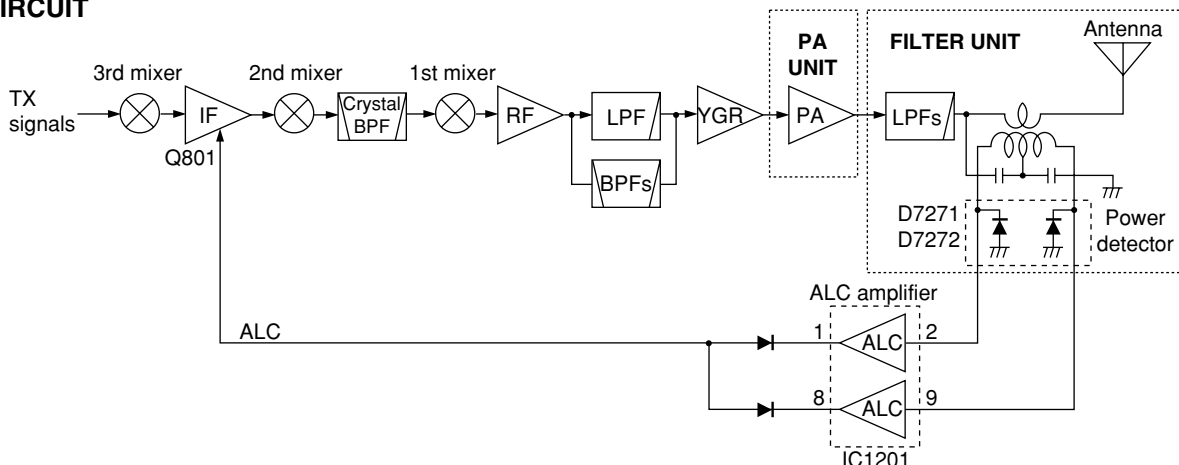 IRCUIT
PA
UNIT
FILTER UNIT
Antenna
3rd mixer
2nd mixer
1st mixer
TX
signals
IF
Crystal
BPF
RF
LPF
YGR
PA
LPFs
Q801
BPFs
D7271
D7272
Power
detector
ALC amplifier
ALC
1
ALC
2
8
ALC
9
IC1201